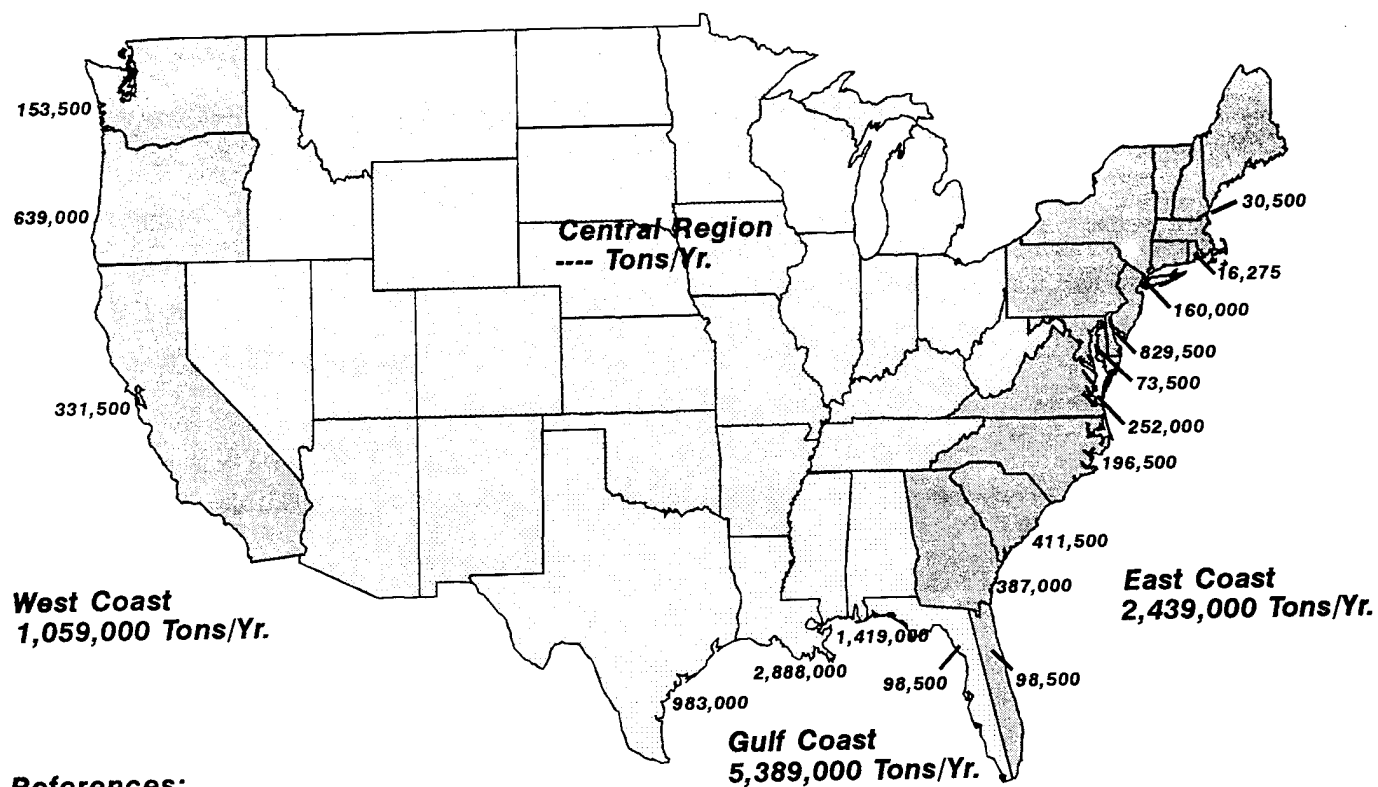 153,500
639,000
331,500
Central Region
---- Tons/Yr.
30,500
16,275
160,000
829,500
73,500
252,000
196,500
411,500
387,000
West Coast
1,059,000 Tons/Yr.
East Coast
2,439,000 Tons/Yr.
1,419,000
2,888,000
98,500
98,500
983,000
Gulf Coast
5,389,000 Tons/Yr.
References: